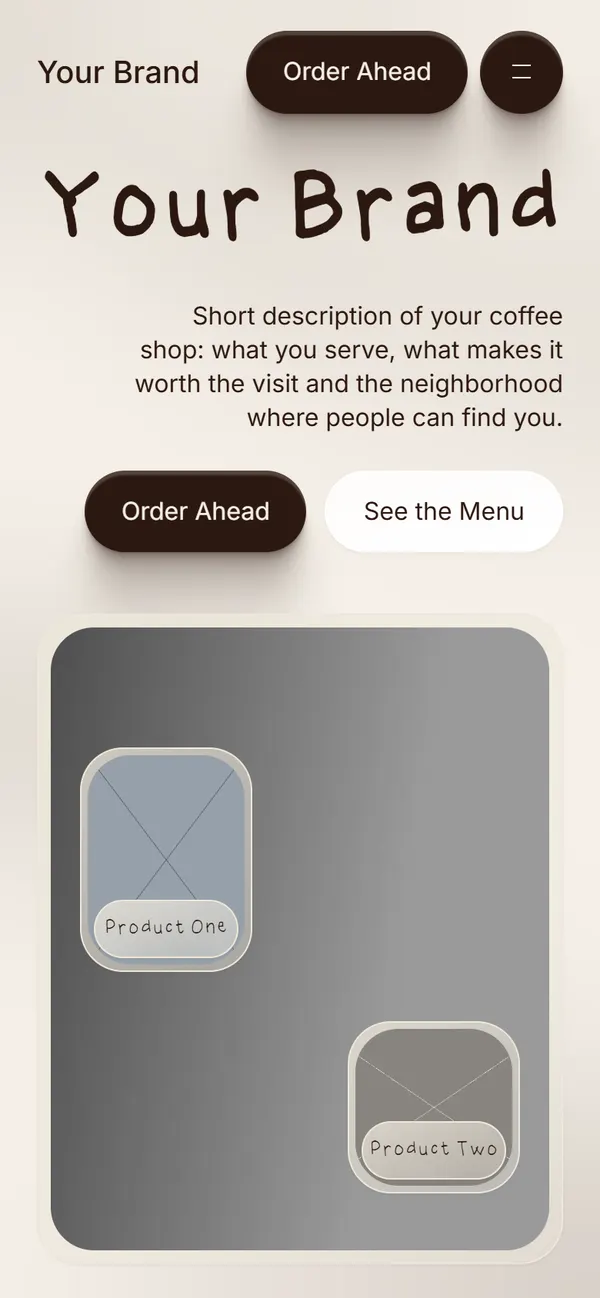 Your Brand
Order Ahead
Your Brand
Short description of your coffee
shop: what you serve, what makes it
worth the visit and the neighborhood
where people can find you.
Order Ahead
See the Menu
Product One
Product Two